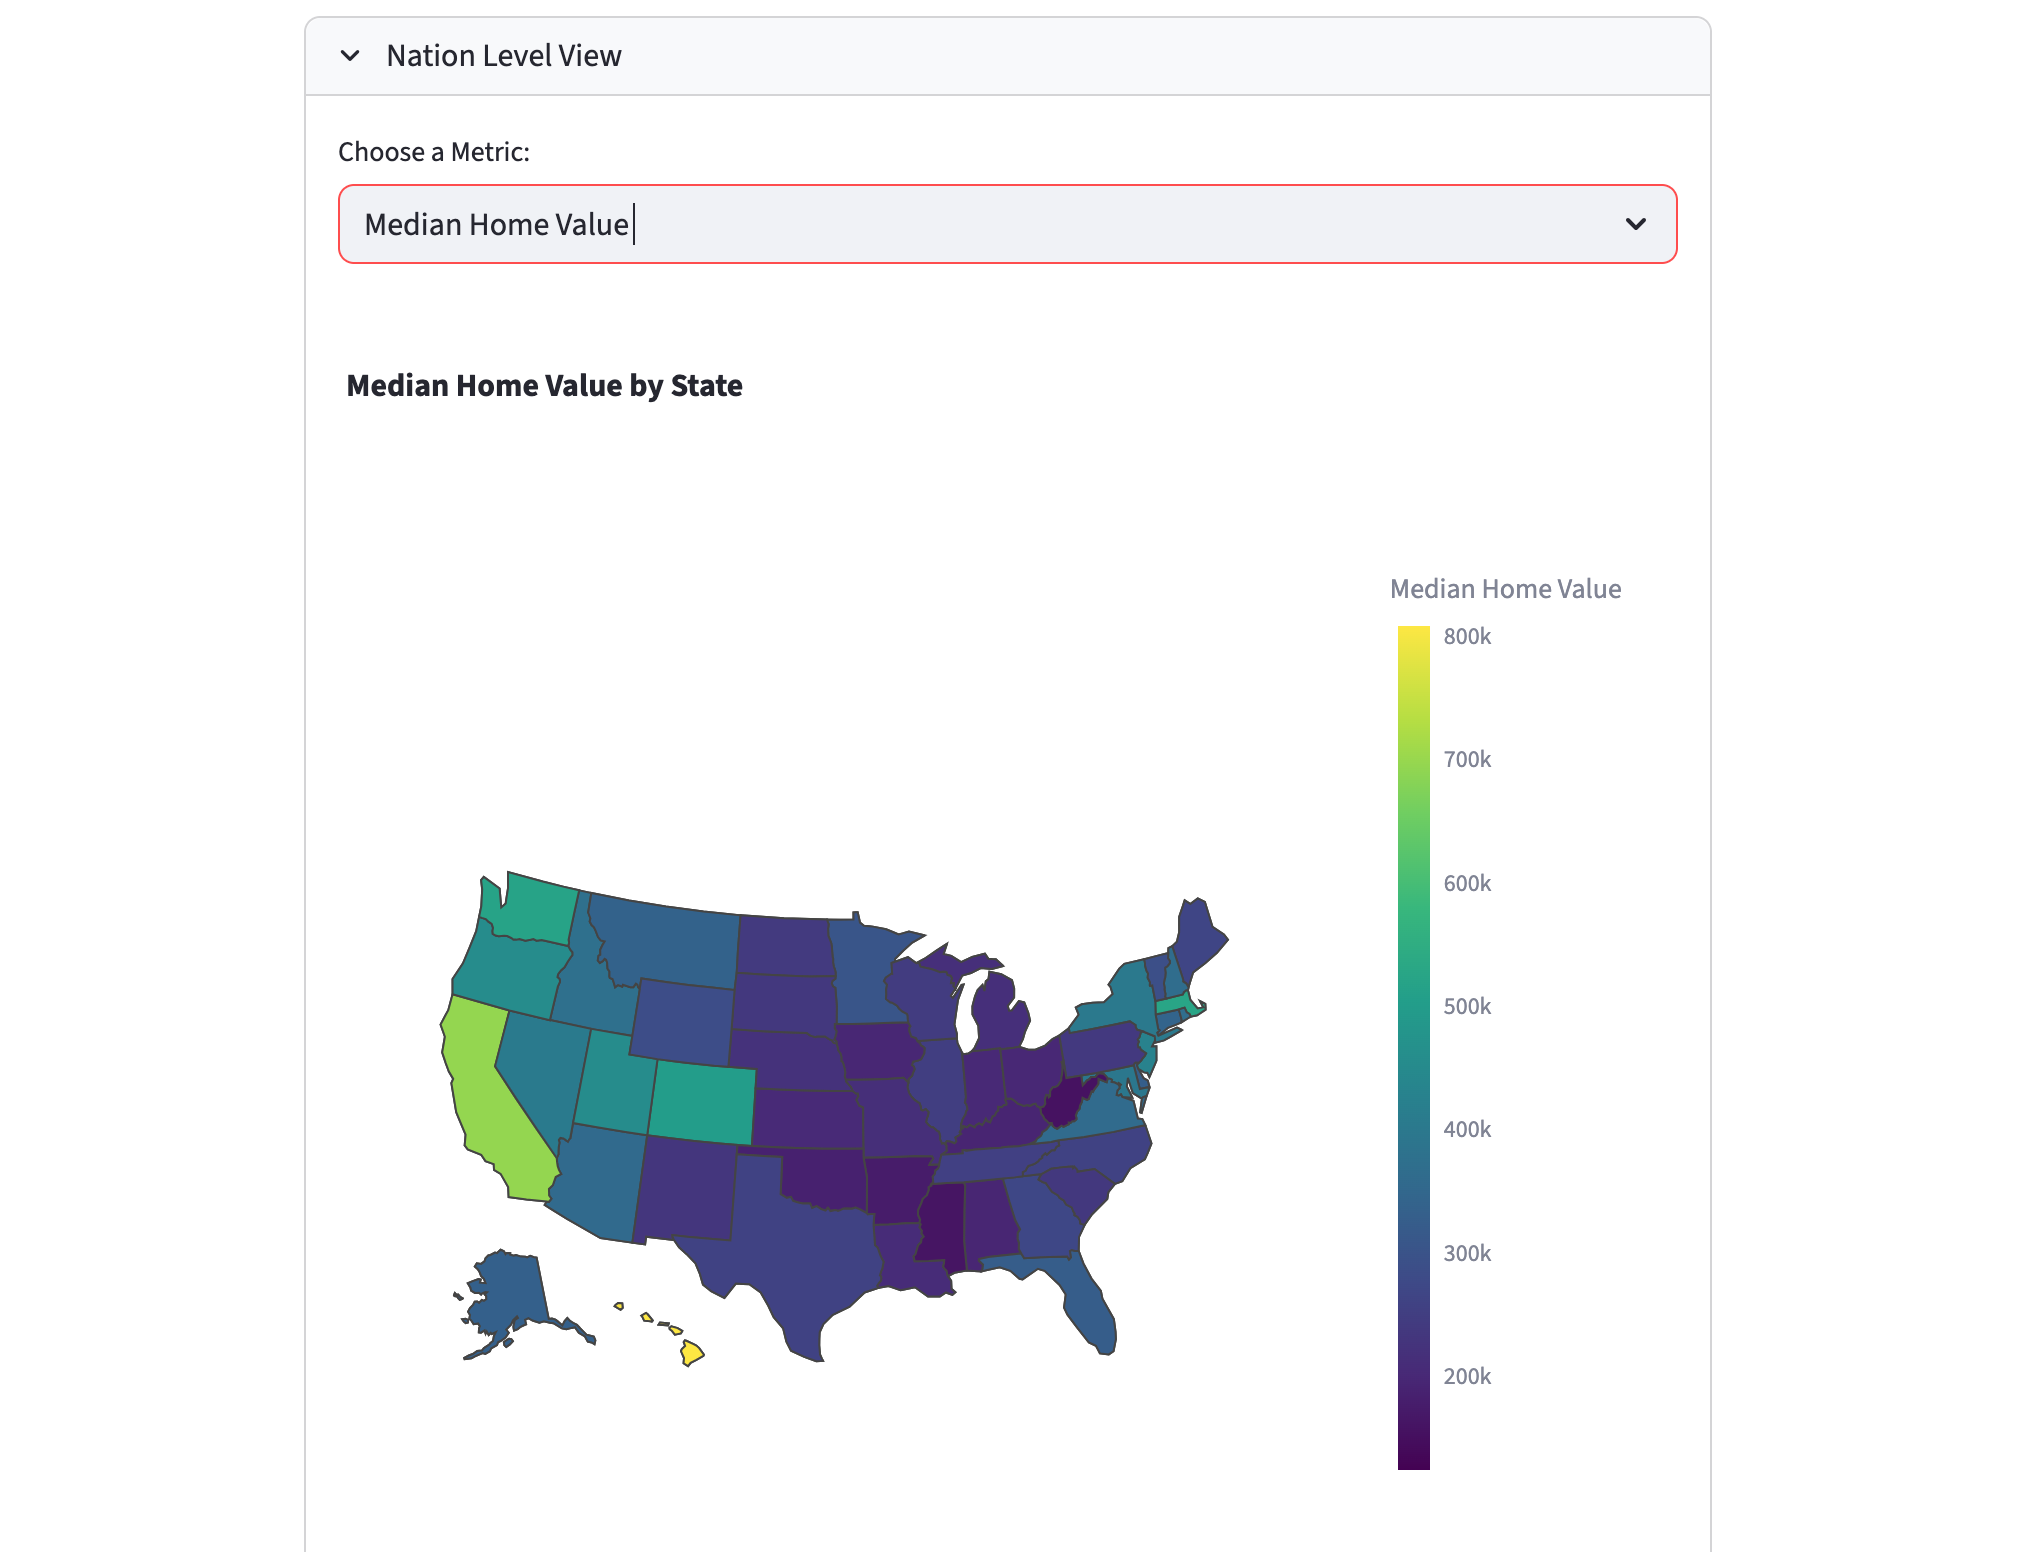 Nation Level View
Choose a Metric:
Median Home Value
Median Home Value by State
Median Home Value
800k
700k
600k
500k
400k
300k
200k